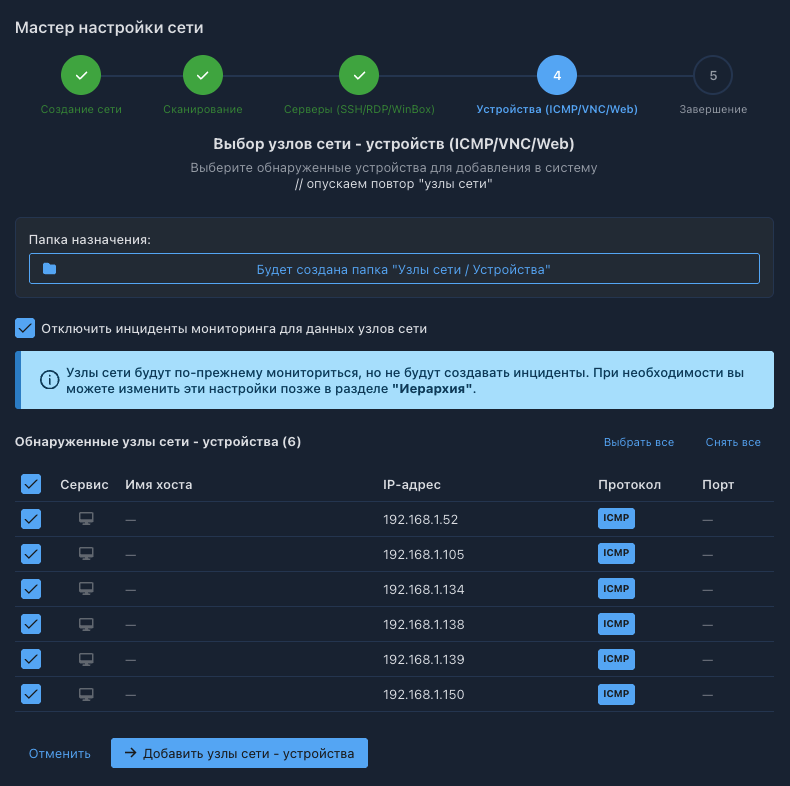 Мастер настройки сети
4
5
Создание сети
Сканирование
Серверы (SSH/RDP/WinBox)
Устройства (ICMP/VNC/Web)
Завершение
Выбор узлов сети - устройств (ICMP/VNC/Web)
Выберите обнаруженные устройства для добавления в систему
// опускаем повтор "узлы сети"
Папка назначения:
Будет создана папка "Узлы сети / Устройства"
Отключить инциденты мониторинга для данных узлов сети
Узлы сети будут по-прежнему мониториться, но не будут создавать инциденты. При необходимости вы
можете изменить эти настройки позже в разделе "Иерархия".
Обнаруженные узлы сети - устройства (6)
Выбрать все
Снять все
Сервис Имя хоста IP-адрес Протокол Порт
— 192.168.1.52 ICMP —
— 192.168.1.105 ICMP —
— 192.168.1.134 ICMP —
— 192.168.1.138 ICMP —
— 192.168.1.139 ICMP —
— 192.168.1.150 ICMP —
Отменить
Добавить узлы сети - устройства